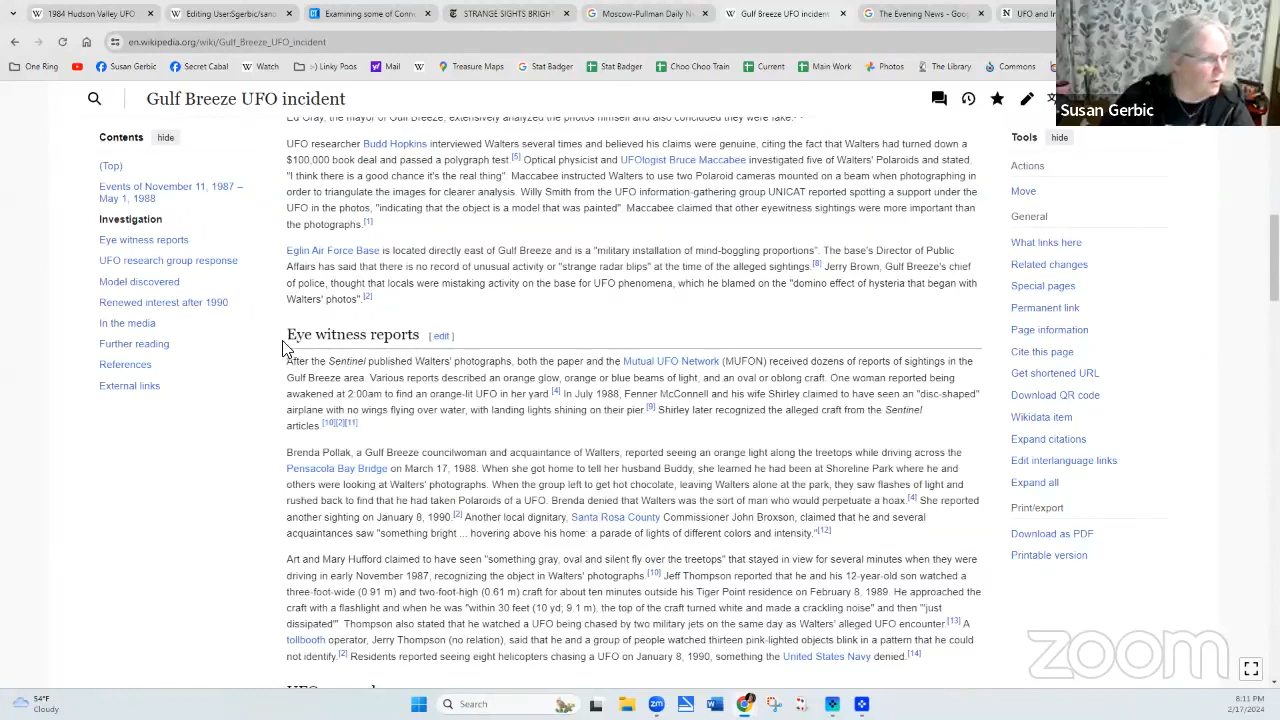 1984 Hudson Valley UFO
Editing UserSgerbic/sand
Examining some of Conn
STRANGE SIGHTS BRIGHT
Moscow-Pullman Daily N
Gulf Breeze UFO incident
The Evening News - Goog
UFO and In
en.wikipedia.org/wiki/Gulf_Breeze_UFO_incident
One Ring
Susan Gerbic
Secret Cabal
Watch
:-) Linky Pooi
Mail
Treasure Maps
Stat Badger
Stat Badger
Choo Choo Train
Current
Main Work
Photos
The Library
Commons
Susan Gerbic
Gulf Breeze UFO incident
Contents hide
(Top)
Events of November 11, 1987 –
May 1, 1988
Investigation
Eye witness reports
UFO research group response
Model discovered
Renewed interest after 1990
In the media
Further reading
References
External links
Ed Gray, the mayor of Gulf Breeze, extensively analyzed the photos himself and also concluded they were fake.
UFO researcher Budd Hopkins interviewed Walters several times and believed his claims were genuine, citing the fact that Walters had turned down a
$100,000 book deal and passed a polygraph test [5] Optical physicist and UFOlogist Bruce Maccabee investigated five of Walters' Polaroids and stated,
"I think there is a good chance it's the real thing" Maccabee instructed Walters to use two Polaroid cameras mounted on a beam when photographing in
order to triangulate the images for clearer analysis. Willy Smith from the UFO information-gathering group UNICAT reported spotting a support under the
UFO in the photos, "indicating that the object is a model that was painted" Maccabee claimed that other eyewitness sightings were more important than
the photographs.[1]
Eglin Air Force Base is located directly east of Gulf Breeze and is a "military installation of mind-boggling proportions". The base's Director of Public
Affairs has said that there is no record of unusual activity or "strange radar blips" at the time of the alleged sightings.[8] Jerry Brown, Gulf Breeze's chief
of police, thought that locals were mistaking activity on the base for UFO phenomena, which he blamed on the "domino effect of hysteria that began with
Walters' photos".[2]
Eye witness reports [ edit ]
After the Sentinel published Walters' photographs, both the paper and the Mutual UFO Network (MUFON) received dozens of reports of sightings in the
Gulf Breeze area Various reports described an orange glow, orange or blue beams of light, and an oval or oblong craft. One woman reported being
awakened at 2:00am to find an orange-lit UFO in her yard.[4] In July 1988, Fenner McConnell and his wife Shirley claimed to have seen an "disc-shaped"
airplane with no wings flying over water, with landing lights shining on their pier [9] Shirley later recognized the alleged craft from the Sentinel
articles.[10][2][11]
Brenda Pollak, a Gulf Breeze councilwoman and acquaintance of Walters, reported seeing an orange light along the treetops while driving across the
Pensacola Bay Bridge on March 17, 1988. When she got home to tell her husband Buddy, she learned he had been at Shoreline Park where he and
others were looking at Walters' photographs. When the group left to get hot chocolate, leaving Walters alone at the park, they saw flashes of light and
rushed back to find that he had taken Polaroids of a UFO. Brenda denied that Walters was the sort of man who would perpetuate a hoax.[4] She reported
another sighting on January 8, 1990.[2] Another local dignitary, Santa Rosa County Commissioner John Broxson, claimed that he and several
acquaintances saw "something bright ... hovering above his home' a parade of lights of different colors and intensity."[12]
Art and Mary Hufford claimed to have seen "something gray, oval and silent fly over the treetops" that stayed in view for several minutes when they were
driving in early November 1987, recognizing the object in Walters' photographs [10] Jeff Thompson reported that he and his 12-year-old son watched a
three-foot-wide (0.91 m) and two-foot-high (0.61 m) craft for about ten minutes outside his Tiger Point residence on February 8. 1989. He approached the
craft with a flashlight and when he was "within 30 feet (10 yd; 9.1 m), the top of the craft turned white and made a crackling noise" and then "'just
dissipated'" Thompson also stated that he watched a UFO being chased by two military jets on the same day as Walters' alleged UFO encounter.[13] A
tollbooth operator, Jerry Thompson (no relation), said that he and a group of people watched thirteen pink-lighted objects blink in a pattern that he could
not identify.[2] Residents reported seeing eight helicopters chasing a UFO on January 8, 1990, something the United States Navy denied.[14]
Tools hide
Actions
Move
General
What links here
Related changes
Special pages
Permanent link
Page information
Cite this page
Get shortened URL
Download QR code
Wikidata item
Expand citations
Edit interlanguage links
Expand all
Print/export
Download as PDF
Printable version
zoom
54°F
Cloudy
Search
8:11 PM
2/17/2024